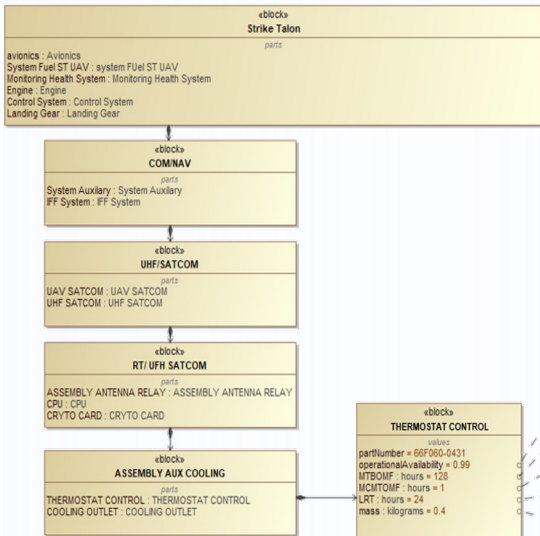 «block»
Strike Talon
parts
avionics : Avionics
System Fuel ST UAV : system FUel ST UAV
Monitoring Health System : Monitoring Health System
Engine : Engine
Control System : Control System
Landing Gear : Landing Gear
«block»
COM/NAV
parts
System Auxilary : System Auxilary
IFF System : IFF System
«block»
UHF/SATCOM
parts
UAV SATCOM : UAV SATCOM
UHF SATCOM : UHF SATCOM
«block»
RT/ UFH SATCOM
parts
ASSEMBLY ANTENNA RELAY : ASSEMBLY ANTENNA RELAY
CPU : CPU
CRYTO CARD : CRYTO CARD
«block»
ASSEMBLY AUX COOLING
parts
THERMOSTAT CONTROL : THERMOSTAT CONTROL
COOLING OUTLET : COOLING OUTLET
«block»
THERMOSTAT CONTROL
values
partNumber = 66F060-0431
operationalAvailability = 0.99
MTBOMF : hours = 128
MCMTOMF : hours = 1
LRT : hours = 24
mass : kilograms = 0.4